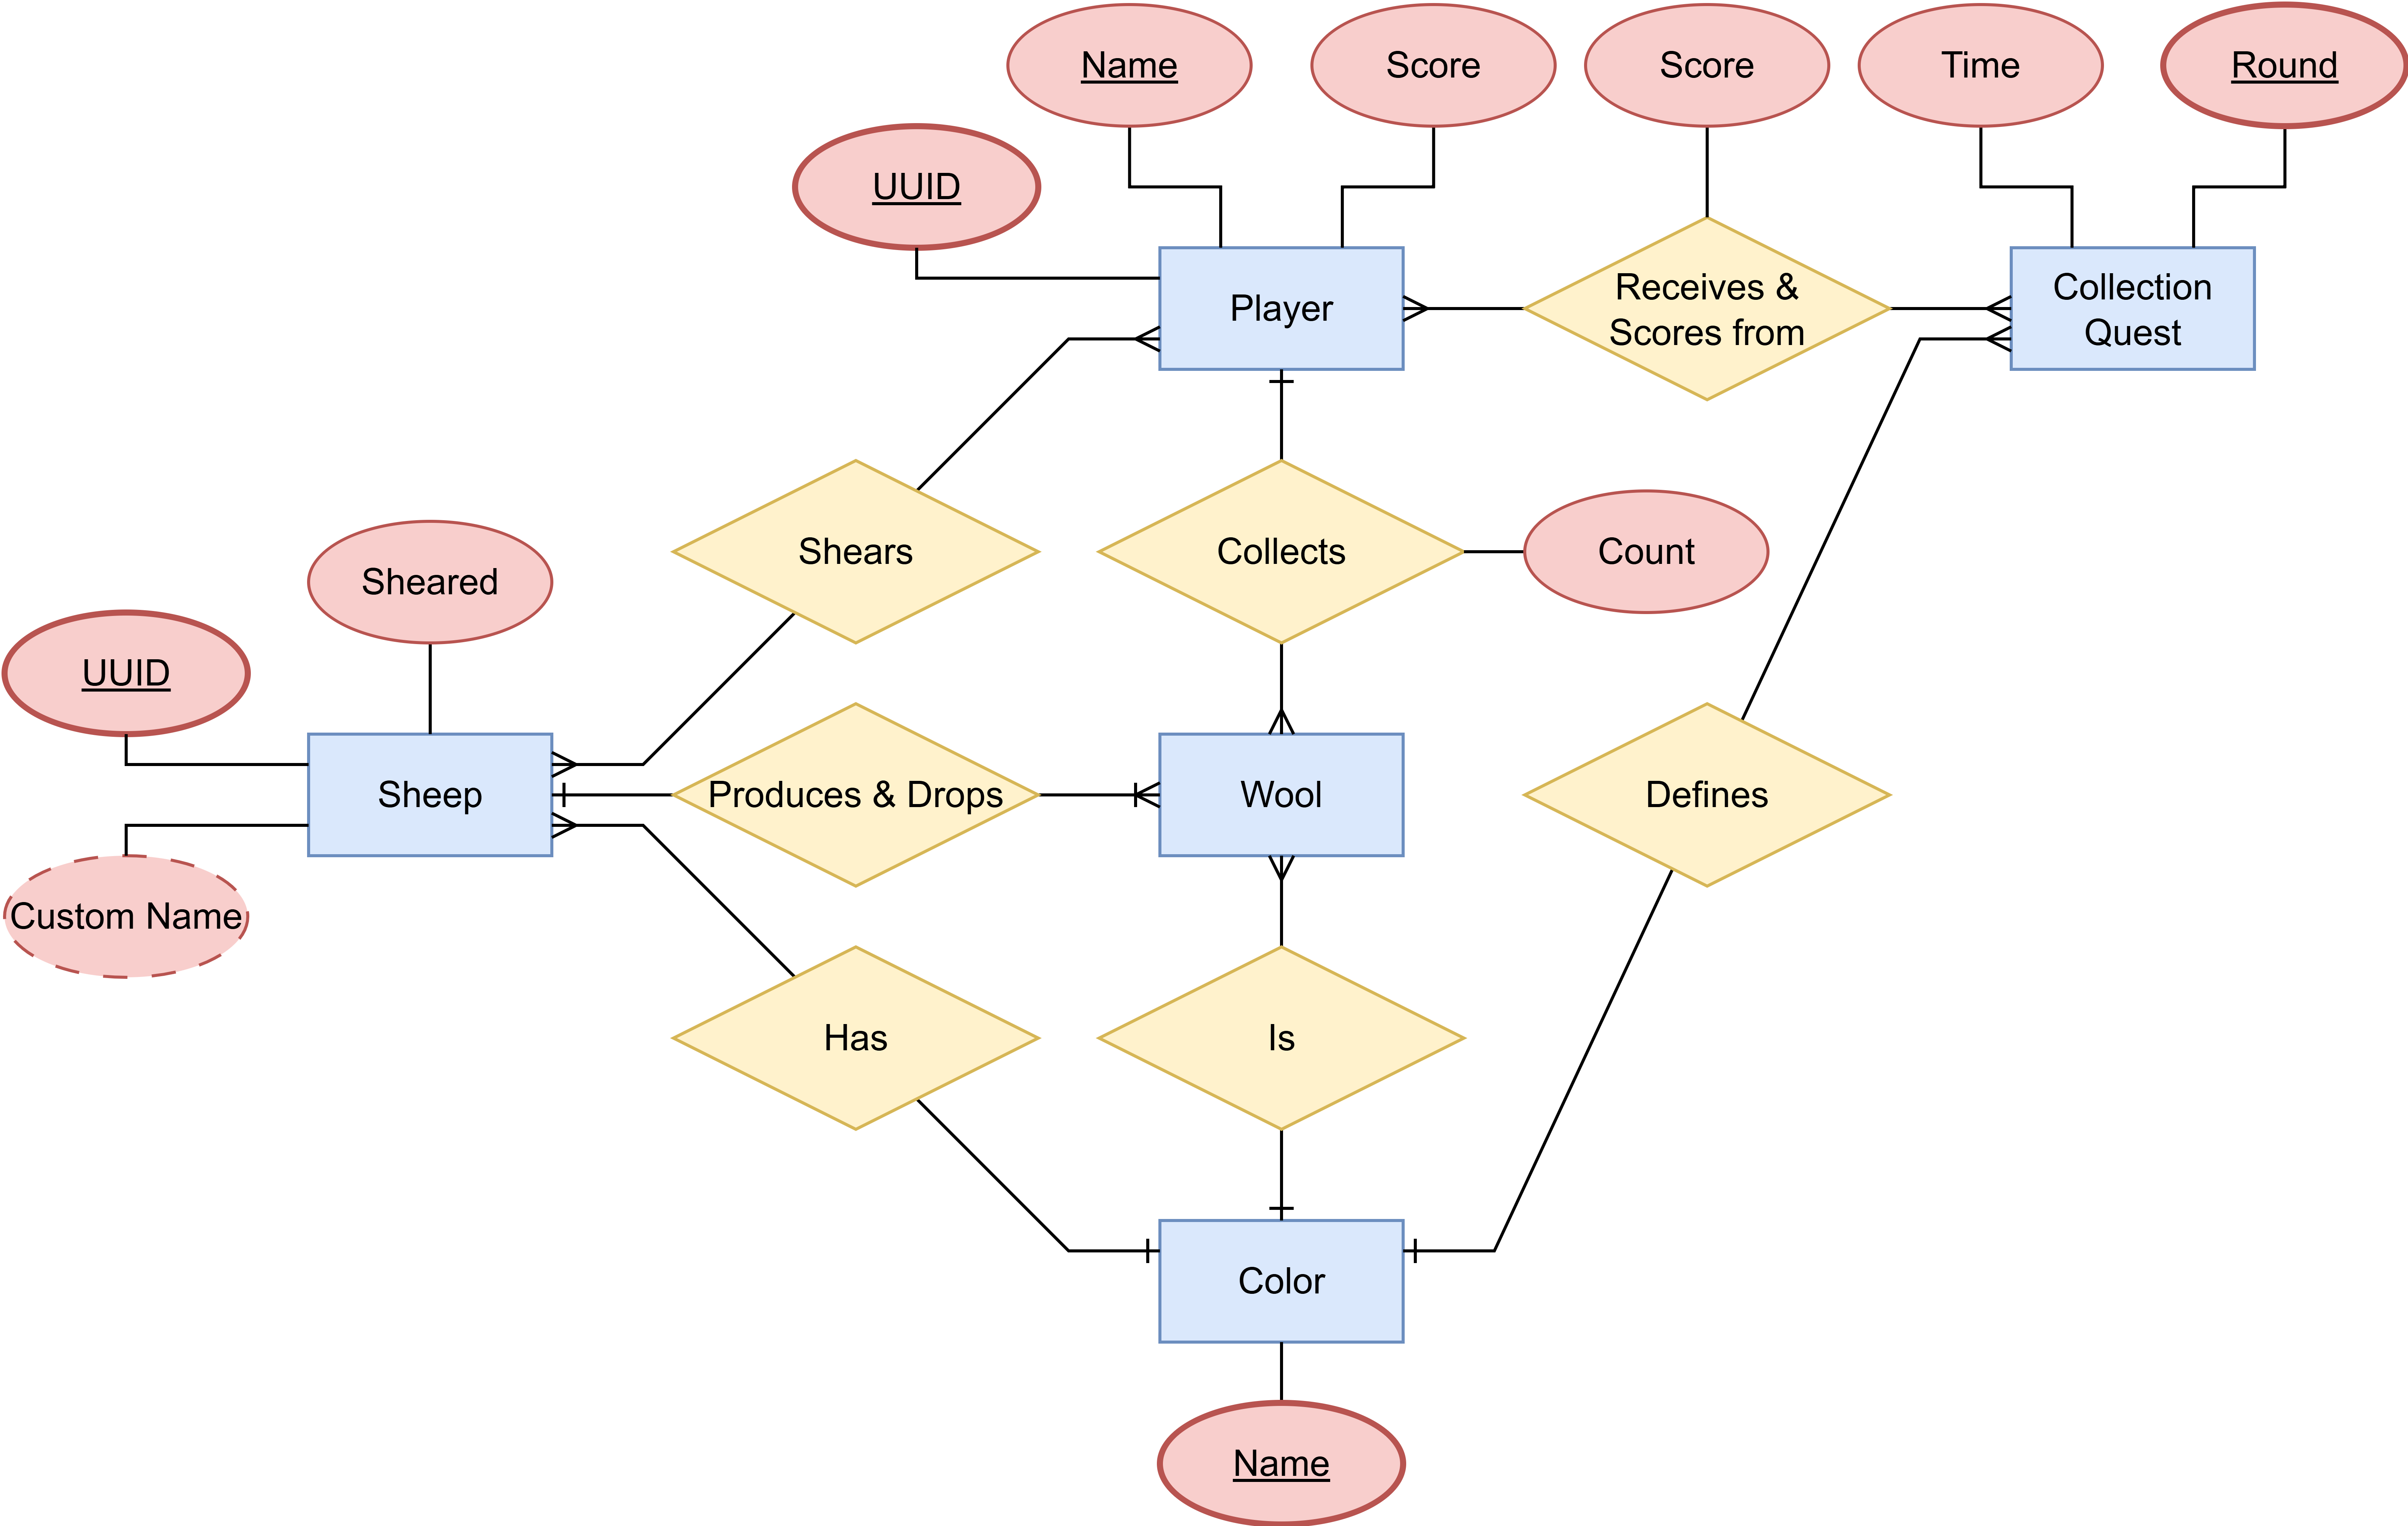 Name
Score
Score
Time
Round
UUID
Player
Receives &
Scores from
Collection
Quest
Shears
Collects
Count
Sheared
UUID
Sheep
Produces & Drops
Wool
Defines
Custom Name
Has
Is
Color
Name